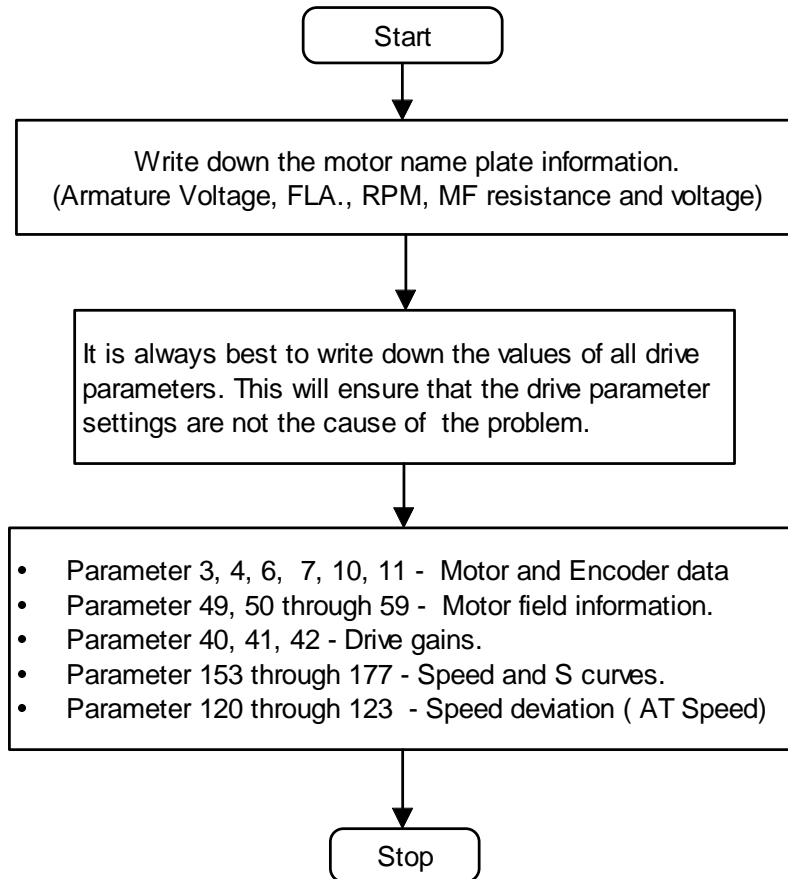 Start
Write down the motor name plate information.
(Armature Voltage, FLA., RPM, MF resistance and voltage)
It is always best to write down the values of all drive
parameters. This will ensure that the drive parameter
settings are not the cause of the problem.
• Parameter 3, 4, 6, 7, 10, 11 - Motor and Encoder data
• Parameter 49, 50 through 59 - Motor field information.
• Parameter 40, 41, 42 - Drive gains.
• Parameter 153 through 177 - Speed and S curves.
• Parameter 120 through 123 - Speed deviation ( AT Speed)
Stop